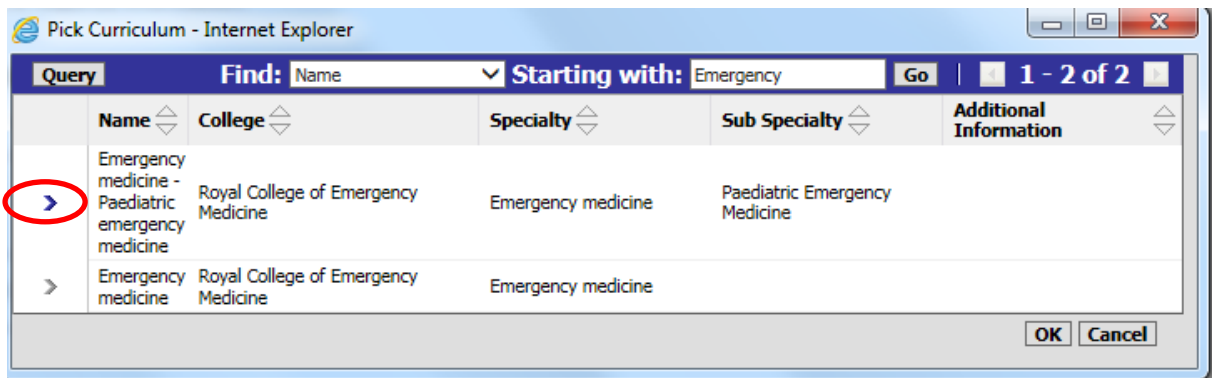 Pick Curriculum - Internet Explorer
Query Find: Name Starting with: Emergency Go 1 - 2 of 2
Name College Specialty Sub Specialty Additional
Information
Emergency
medicine -
Paediatric
emergency
medicine
Royal College of Emergency
Medicine
Emergency medicine
Paediatric Emergency
Medicine
Emergency
medicine
Royal College of Emergency
Medicine
Emergency medicine
OK Cancel